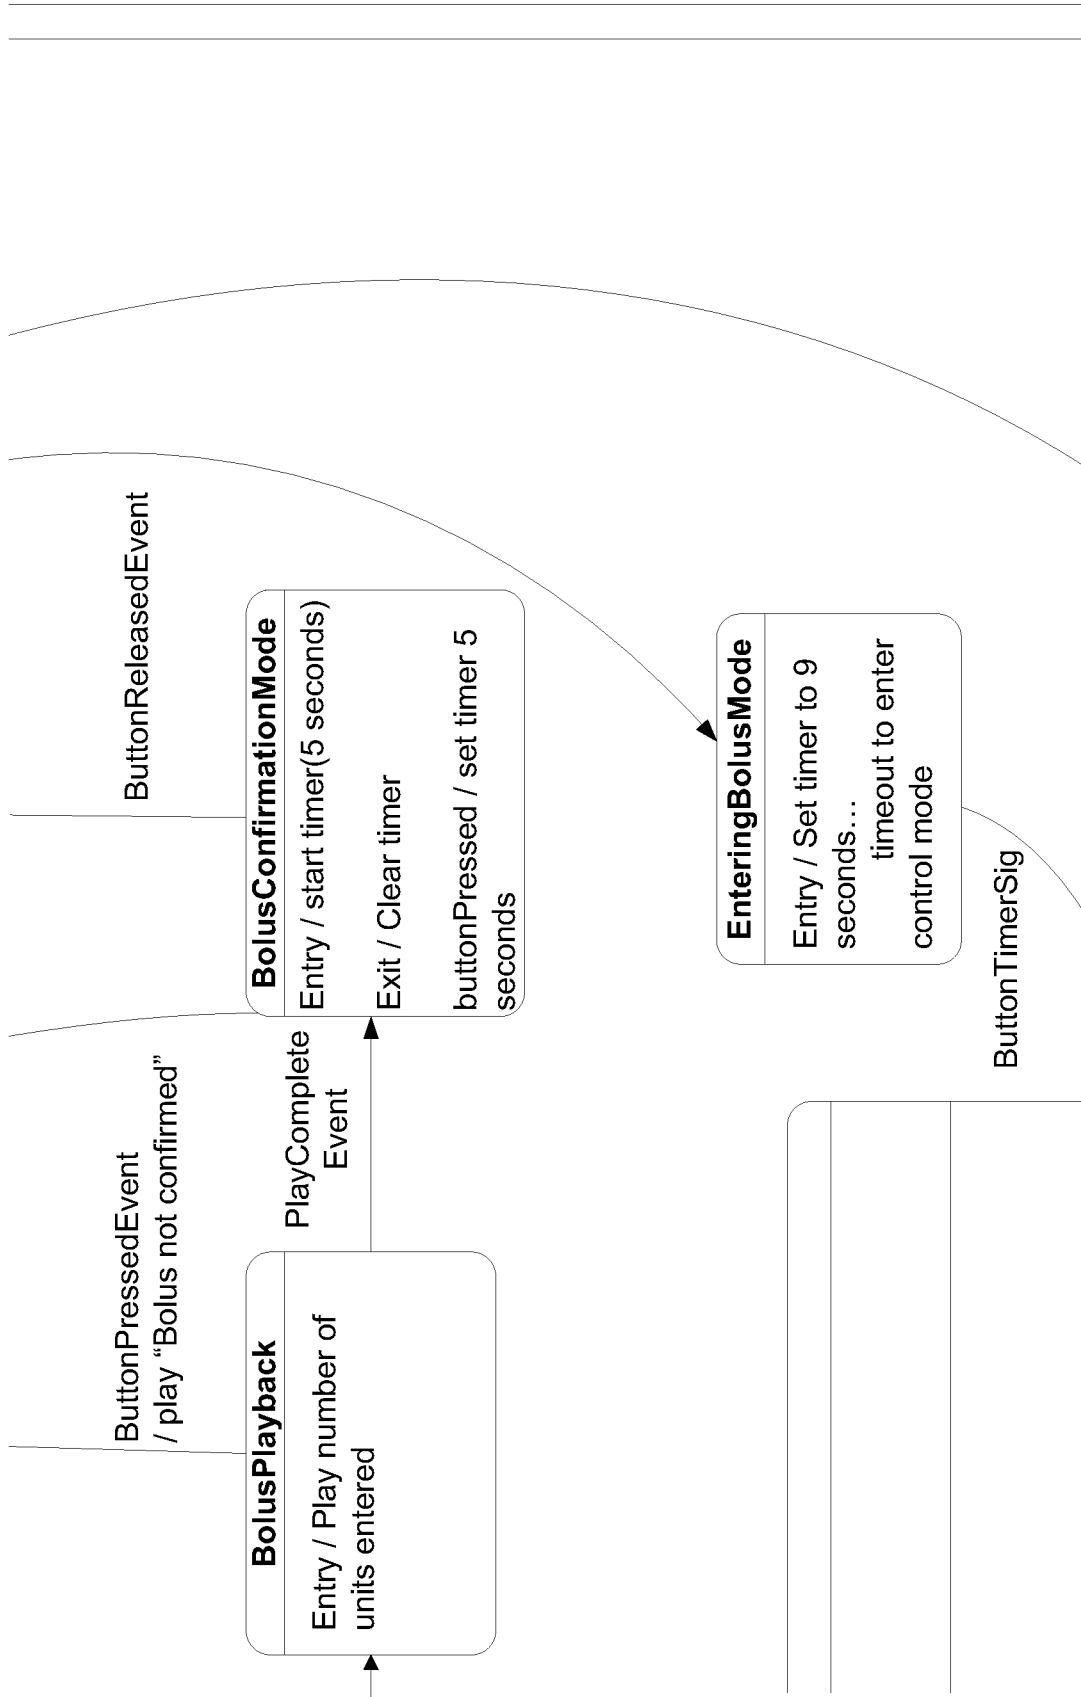 ButtonPressedEvent
/ play “Bolus not confirmed”
ButtonReleasedEvent
BolusPlayback
Entry / Play number of
units entered
PlayComplete
Event
BolusConfirmationMode
Entry / start timer(5 seconds)
Exit / Clear timer
buttonPressed / set timer 5
seconds
EnteringBolusMode
Entry / Set timer to 9
seconds…
timeout to enter
control mode
ButtonTimerSig